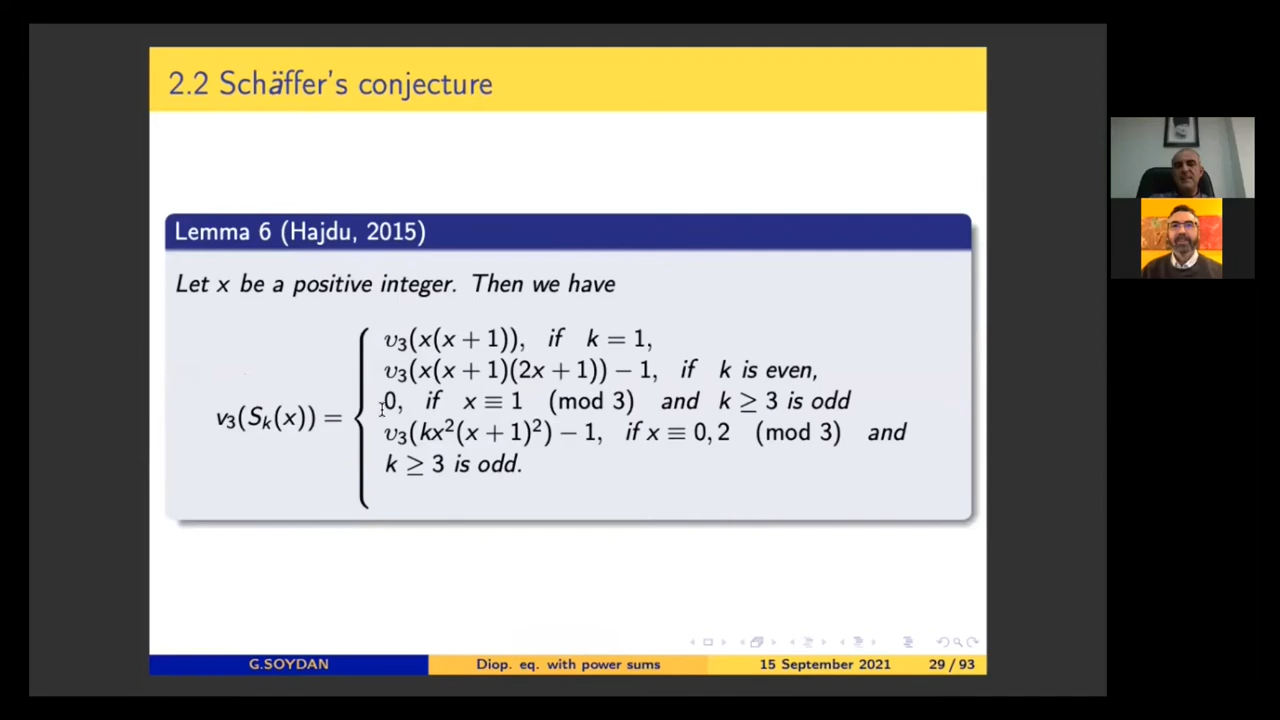 2.2 Schäffer's conjecture
Lemma 6 (Hajdu, 2015)
Let x be a positive integer. Then we have
υ₃(x(x + 1)), if k = 1,
υ₃(x(x + 1)(2x + 1)) − 1, if k is even,
v₃(Sₖ(x)) = { 0, if x ≡ 1 (mod 3) and k ≥ 3 is odd
υ₃(kx²(x + 1)²) − 1, if x ≡ 0, 2 (mod 3) and
k ≥ 3 is odd.
G.SOYDAN Diop. eq. with power sums 15 September 2021 29 / 93